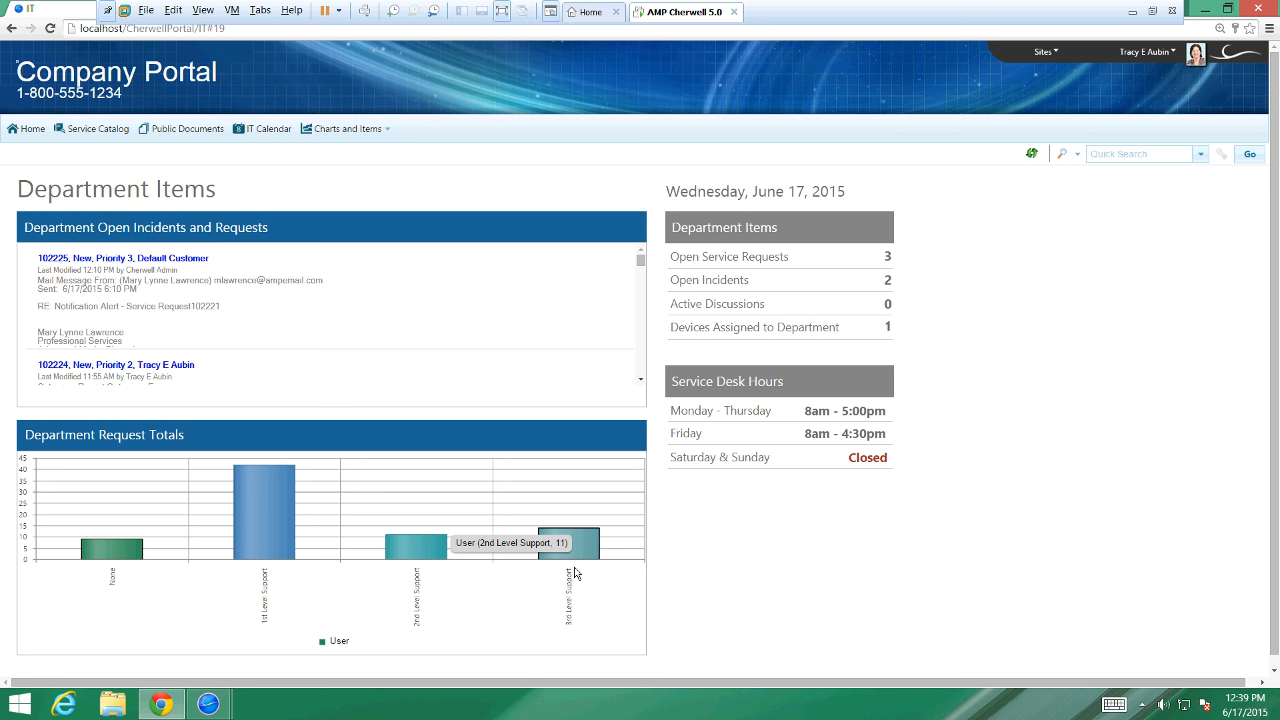 IT
File Edit View VM Tabs Help
Home
AMP Cherwell 5.0
localhost/CherwellPortal/IT#19
Sites
Tracy E Aubin
Company Portal
1-800-555-1234
Home Service Catalog Public Documents IT Calendar Charts and Items
Quick Search
Go
Department Items
Wednesday, June 17, 2015
Department Open Incidents and Requests
102225, New, Priority 3, Default Customer
Last Modified 12:10 PM by Cherwell Admin
Mail Message From: (Mary Lynne Lawrence) mlawrence@ampemail.com
Sent: 6/17/2015 6:10 PM
RE: Notification Alert - Service Request102221
Mary Lynne Lawrence
Professional Services
102224, New, Priority 2, Tracy E Aubin
Last Modified 11:55 AM by Tracy E Aubin
Department Items
Open Service Requests 3
Open Incidents 2
Active Discussions 0
Devices Assigned to Department 1
Service Desk Hours
Monday - Thursday 8am - 5:00pm
Friday 8am - 4:30pm
Saturday & Sunday Closed
Department Request Totals
45
40
35
30
25
20
15
10
5
0
User (2nd Level Support, 11)
None
1st Level Support
2nd Level Support
3rd Level Support
User
12:39 PM
6/17/2015